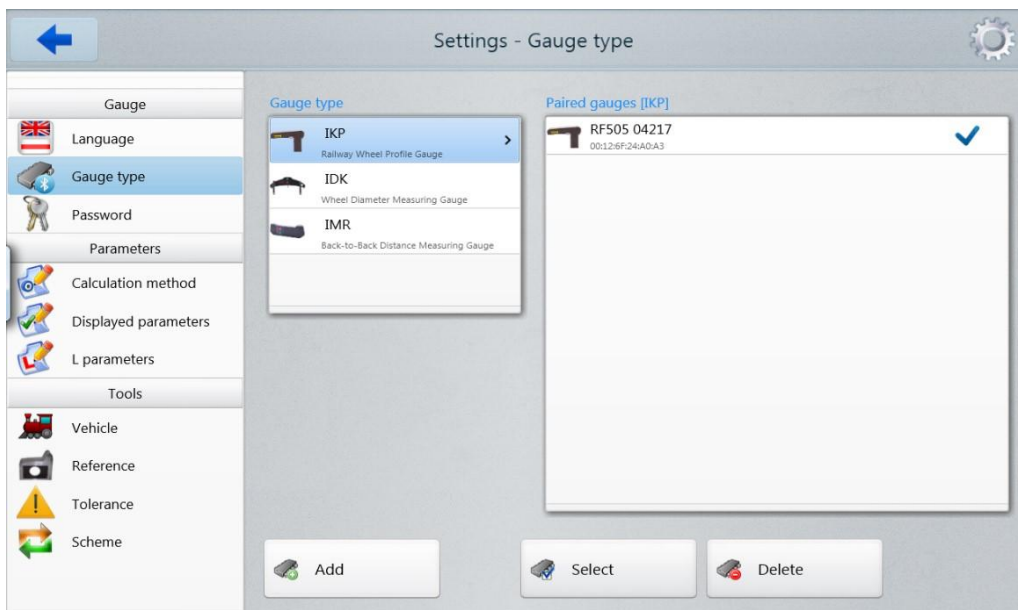 Settings - Gauge type
Gauge
Language
Gauge type
Password
Parameters
Calculation method
Displayed parameters
L parameters
Tools
Vehicle
Reference
Tolerance
Scheme
Gauge type
IKP
Railway Wheel Profile Gauge
IDK
Wheel Diameter Measuring Gauge
IMR
Back-to-Back Distance Measuring Gauge
Paired gauges [IKP]
RF505 04217
00:12:6F:24:A0:A3
Add
Select
Delete